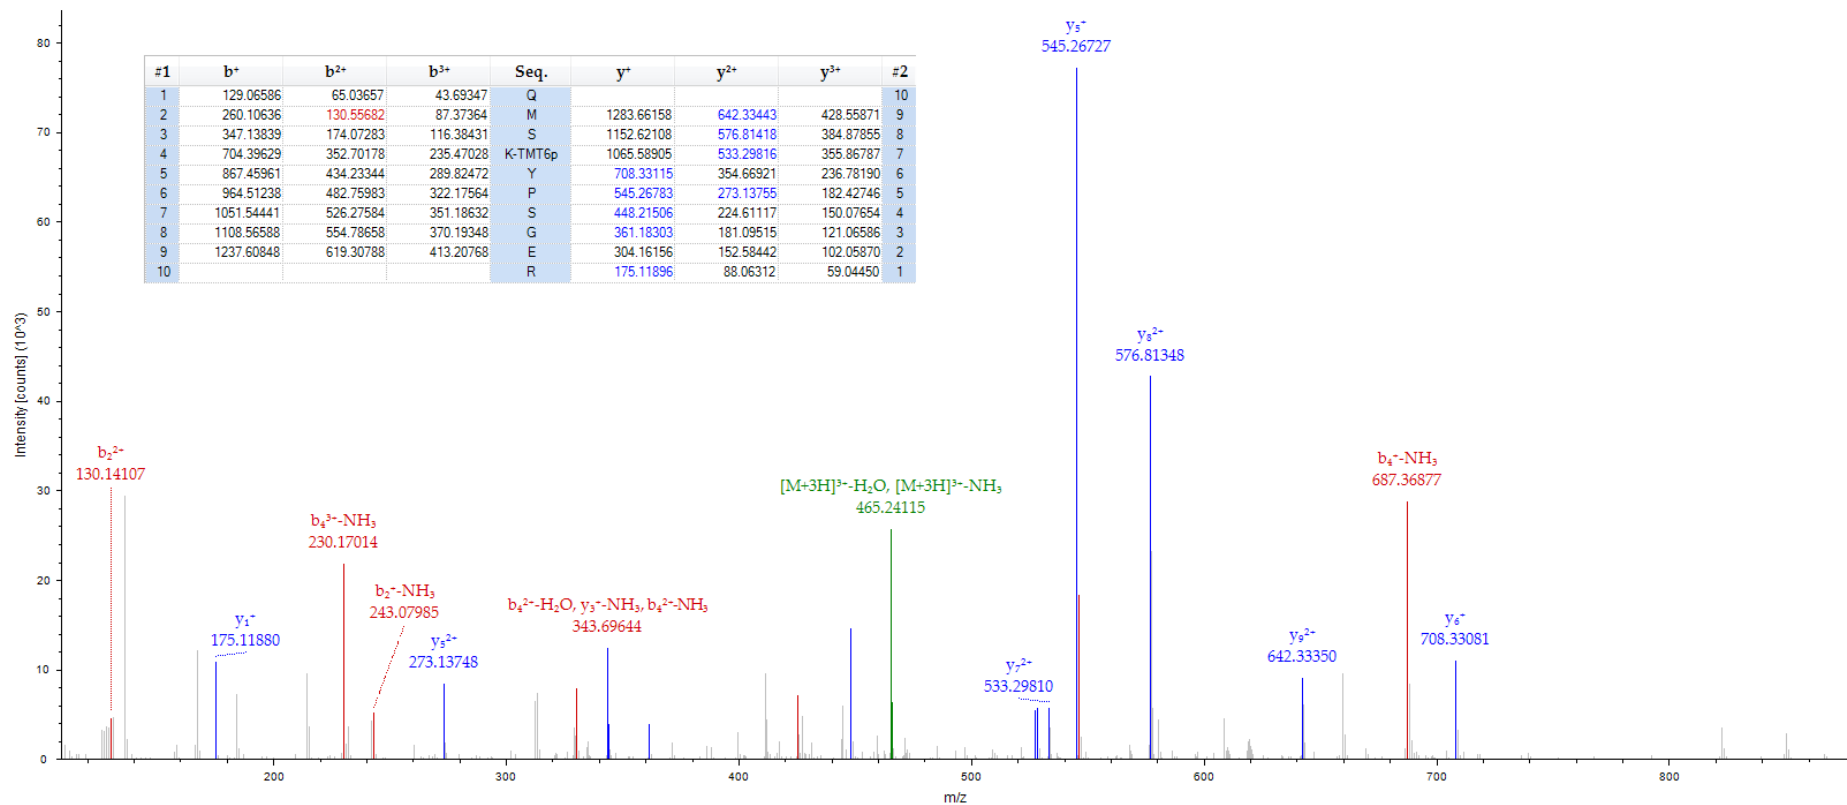 y₅⁺
545.26727
80
#1 b⁺ b²⁺ b³⁺ Seq. y⁺ y²⁺ y³⁺ #2
1 129.06586 65.03657 43.69347 Q 10
2 260.10636 130.55682 87.37364 M 1283.66158 642.33443 428.55871 9
3 347.13839 174.07283 116.38431 S 1152.62108 576.81418 384.87855 8
4 704.39629 352.70178 235.47028 K-TMT6p 1065.58905 533.29816 355.86787 7
5 867.45961 434.23344 289.82472 Y 708.33115 354.66921 236.78190 6
6 964.51238 482.75983 322.17564 P 545.26783 273.13755 182.42746 5
7 1051.54441 526.27584 351.18632 S 448.21506 224.61117 150.07654 4
8 1108.56588 554.78658 370.19348 G 361.18303 181.09515 121.06586 3
9 1237.60848 619.30788 413.20768 E 304.16156 152.58442 102.05870 2
10 R 175.11896 88.06312 59.04450 1
70
60
50
y₈²⁺
576.81348
40
Intensity [counts] (10^3)
b₂²⁺
130.14107
b₄⁺-NH₃
687.36877
30
[M+3H]³⁺-H₂O, [M+3H]³⁺-NH₃
465.24115
b₄³⁺-NH₃
230.17014
20
b₂⁺-NH₃
243.07985
b₄²⁺-H₂O, y₃⁺-NH₃, b₄²⁺-NH₃
343.69644
y₁⁺
175.11880
y₅²⁺
273.13748
y₉²⁺
642.33350
y₆⁺
708.33081
10
y₇²⁺
533.29810
0
200 300 400 500 600 700 800
m/z